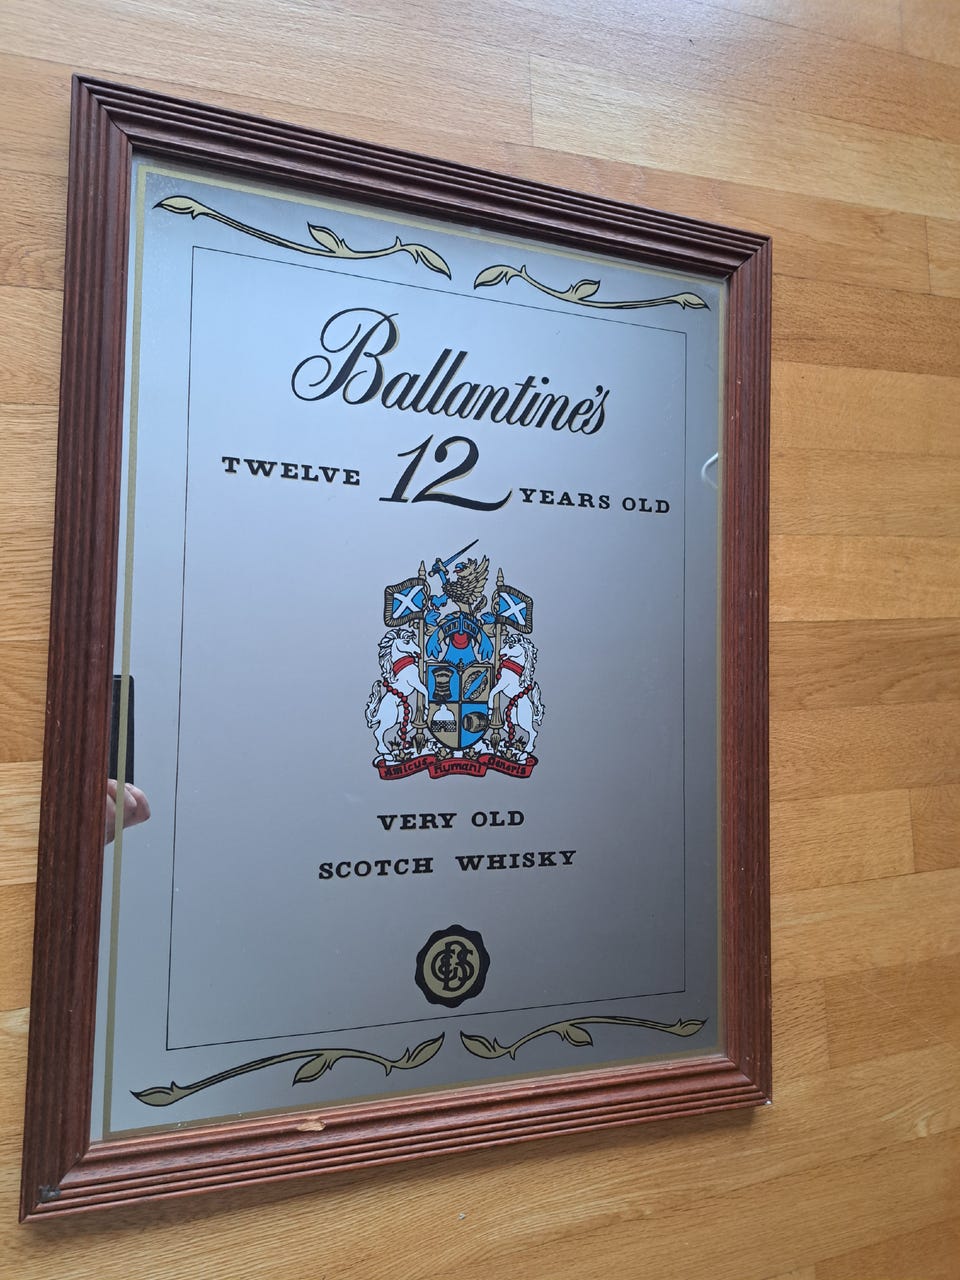 Ballantine's
TWELVE 12 YEARS OLD
Amicus Humani Generis
VERY OLD
SCOTCH WHISKY